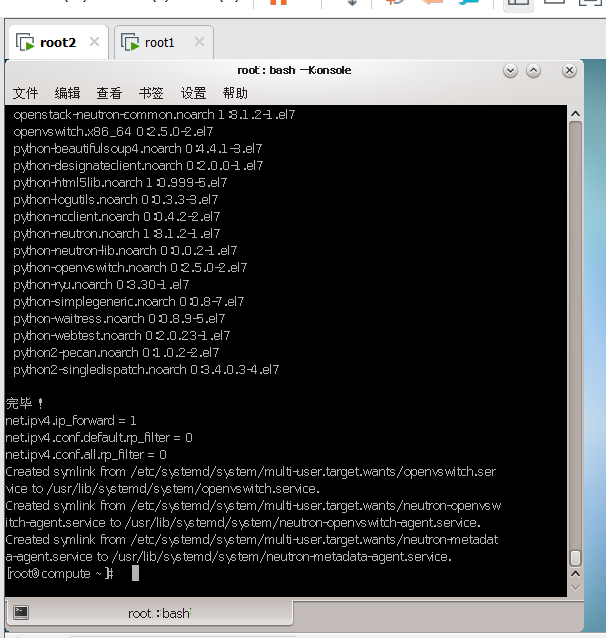 root2
root1
root : bash – Konsole
文件 编辑 查看 书签 设置 帮助
openstack-neutron-common.noarch 1:8.1.2-1.el7
openvswitch.x86_64 0:2.5.0-2.el7
python-beautifulsoup4.noarch 0:4.4.1-3.el7
python-designateclient.noarch 0:2.0.0-1.el7
python-html5lib.noarch 1:0.999-5.el7
python-logutils.noarch 0:0.3.3-3.el7
python-ncclient.noarch 0:0.4.2-2.el7
python-neutron.noarch 1:8.1.2-1.el7
python-neutron-lib.noarch 0:0.0.2-1.el7
python-openvswitch.noarch 0:2.5.0-2.el7
python-ryu.noarch 0:3.30-1.el7
python-simplegeneric.noarch 0:0.8-7.el7
python-waitress.noarch 0:0.8.9-5.el7
python-webtest.noarch 0:2.0.23-1.el7
python2-pecan.noarch 0:1.0.2-2.el7
python2-singledispatch.noarch 0:3.4.0.3-4.el7
完毕！
net.ipv4.ip_forward = 1
net.ipv4.conf.default.rp_filter = 0
net.ipv4.conf.all.rp_filter = 0
Created symlink from /etc/systemd/system/multi-user.target.wants/openvswitch.ser
vice to /usr/lib/systemd/system/openvswitch.service.
Created symlink from /etc/systemd/system/multi-user.target.wants/neutron-openvsw
itch-agent.service to /usr/lib/systemd/system/neutron-openvswitch-agent.service.
Created symlink from /etc/systemd/system/multi-user.target.wants/neutron-metadat
a-agent.service to /usr/lib/systemd/system/neutron-metadata-agent.service.
[root@compute ~]#
root : bash